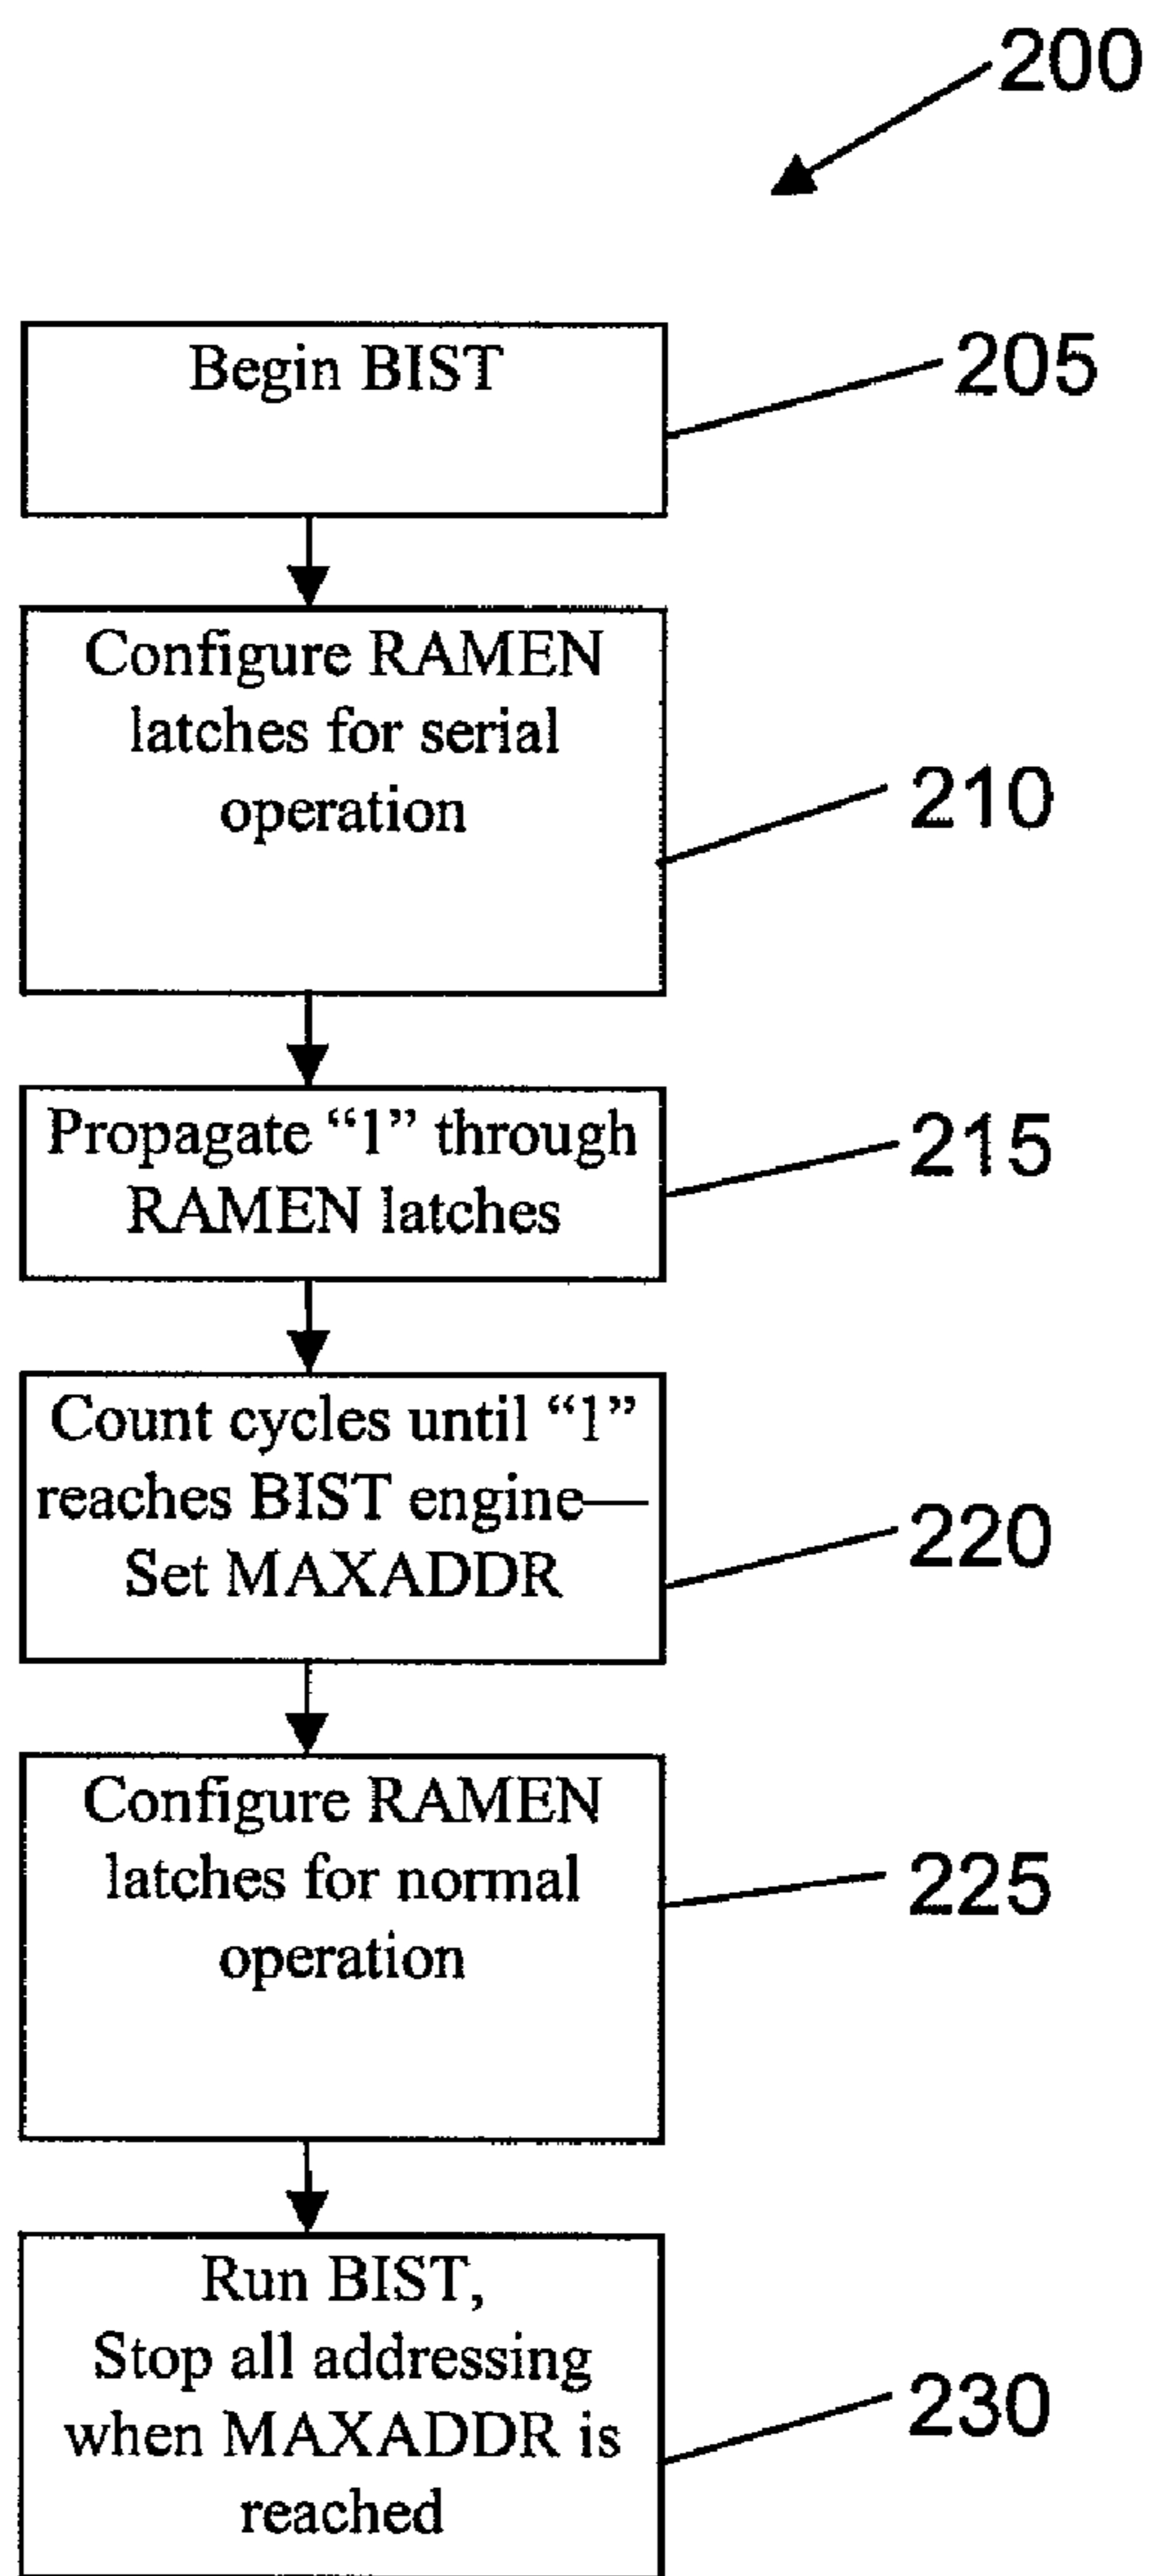 200
Begin BIST
205
Configure RAMEN
latches for serial
operation
210
Propagate “1” through
RAMEN latches
215
Count cycles until “1”
reaches BIST engine—
Set MAXADDR
220
Configure RAMEN
latches for normal
operation
225
Run BIST,
Stop all addressing
when MAXADDR is
reached
230